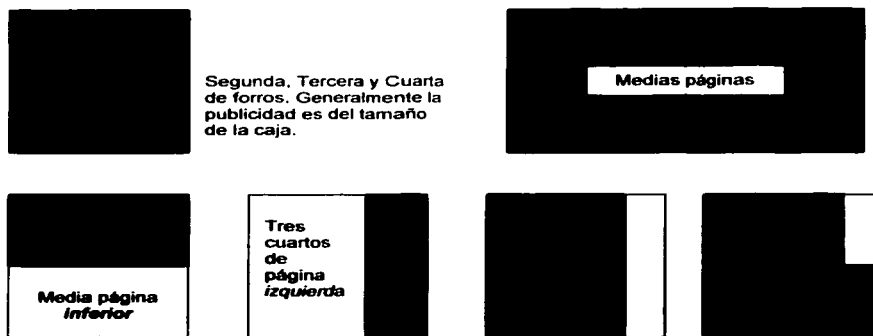 Segunda, Tercera y Cuarta
de forros. Generalmente la
publicidad es del tamaño
de la caja.
Medias páginas
Tres
cuartos
de
página
izquierda
Media página
inferior